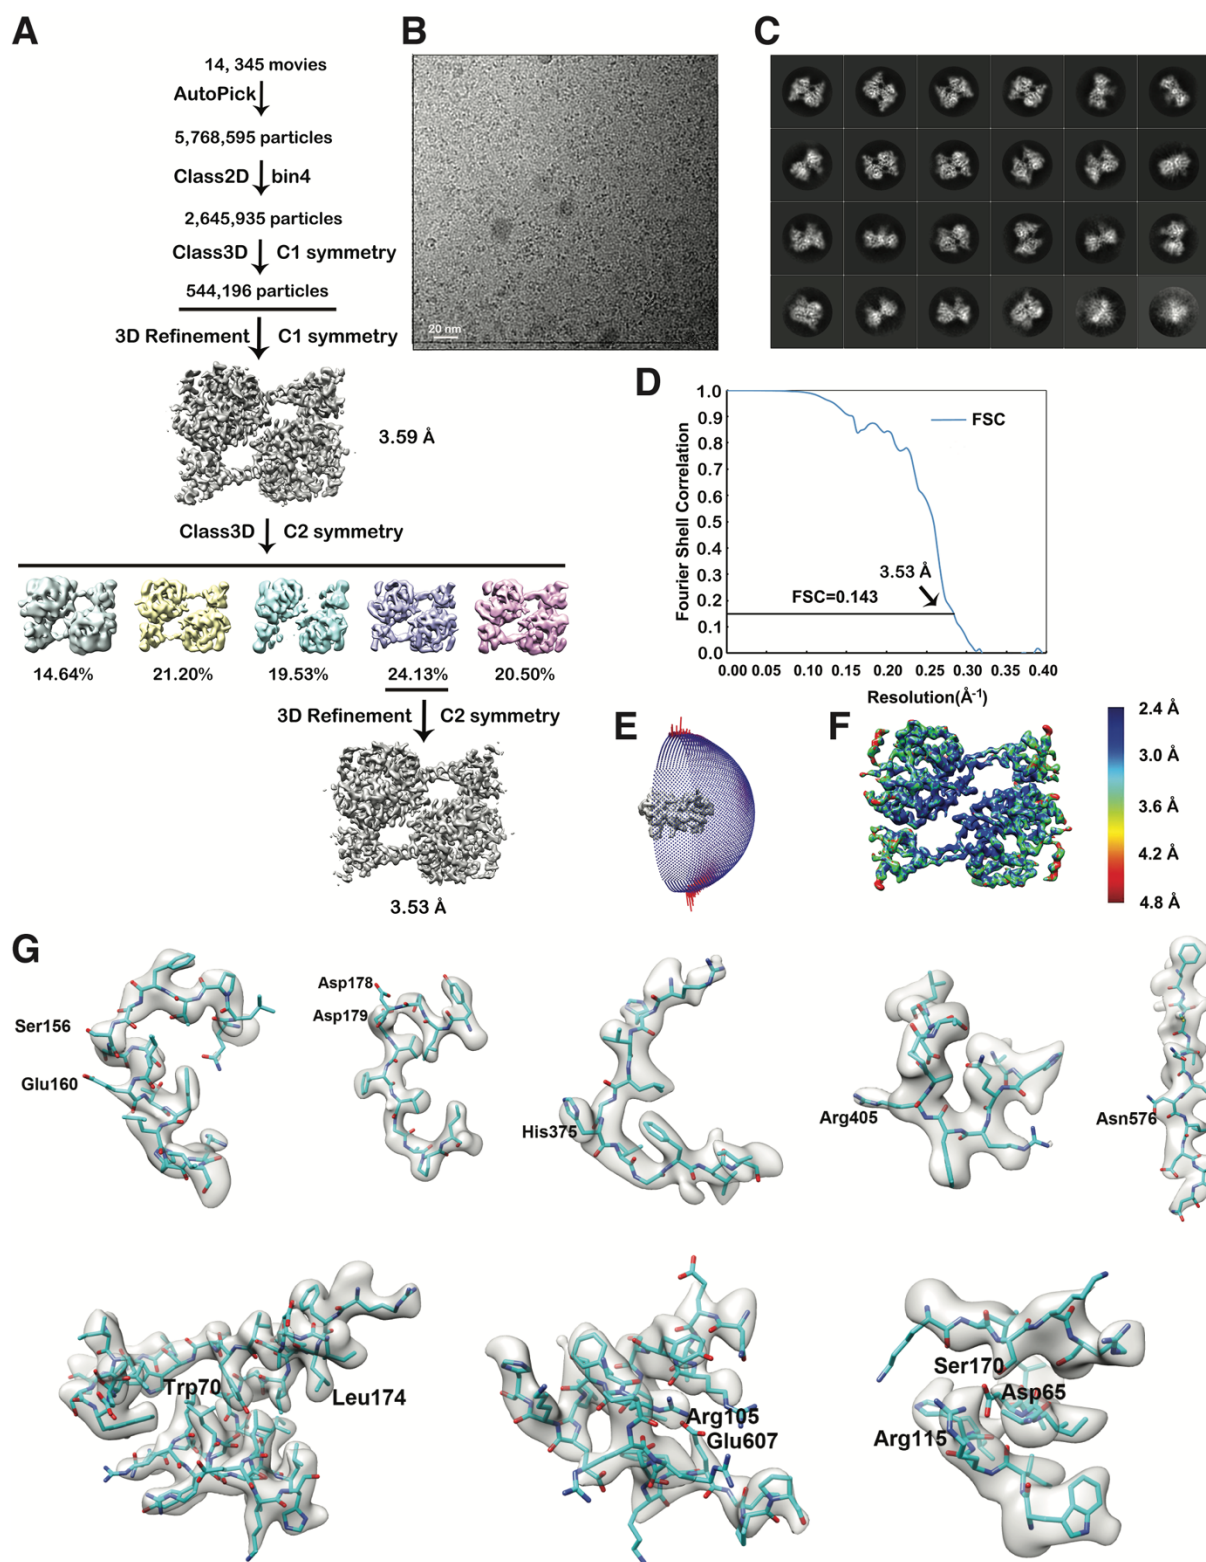 A
14, 345 movies
AutoPick
5,768,595 particles
Class2D bin4
2,645,935 particles
Class3D C1 symmetry
544,196 particles
3D Refinement C1 symmetry
3.59 Å
Class3D C2 symmetry
14.64% 21.20% 19.53% 24.13% 20.50%
3D Refinement C2 symmetry
3.53 Å
B
20 nm
C
D
1.0
0.9
0.8
0.7
0.6
0.5
0.4
0.3
0.2
0.1
0.0
Fourier Shell Correlation
FSC
3.53 Å
FSC=0.143
0.00 0.05 0.10 0.15 0.20 0.25 0.30 0.35 0.40
Resolution(Å-1)
E
F
2.4 Å
3.0 Å
3.6 Å
4.2 Å
4.8 Å
G
Ser156
Glu160
Asp178
Asp179
His375
Arg405
Asn576
Trp70
Leu174
Arg105
Glu607
Ser170
Asp65
Arg115